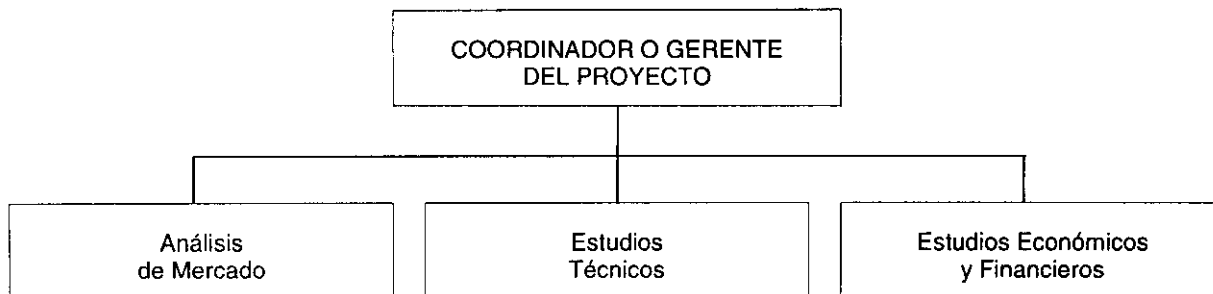 COORDINADOR O GERENTE
DEL PROYECTO
Análisis
de Mercado
Estudios
Técnicos
Estudios Económicos
y Financieros